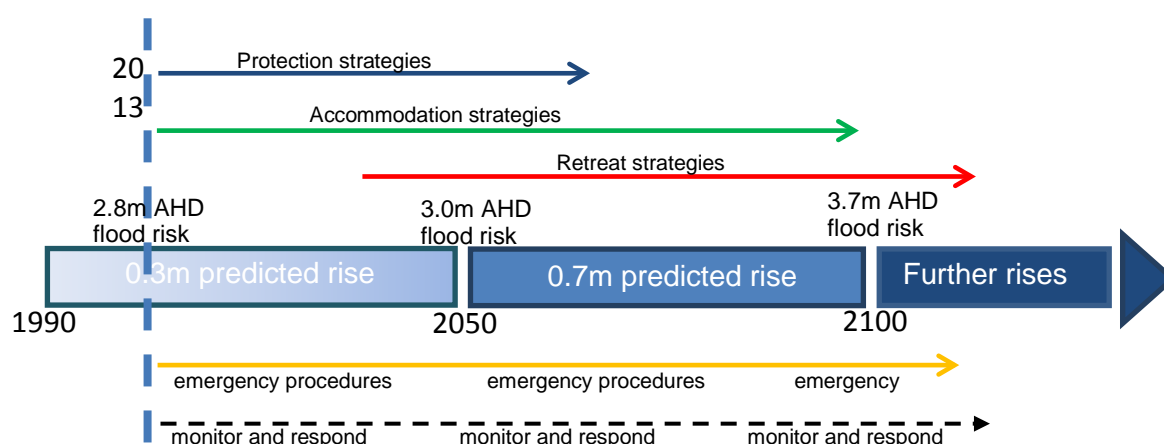 Protection strategies
20
13
Accommodation strategies
Retreat strategies
2.8m AHD
flood risk
3.0m AHD
flood risk
3.7m AHD
flood risk
0.3m predicted rise
0.7m predicted rise
Further rises
1990
2050
2100
emergency procedures
emergency procedures
emergency
monitor and respond
monitor and respond
monitor and respond